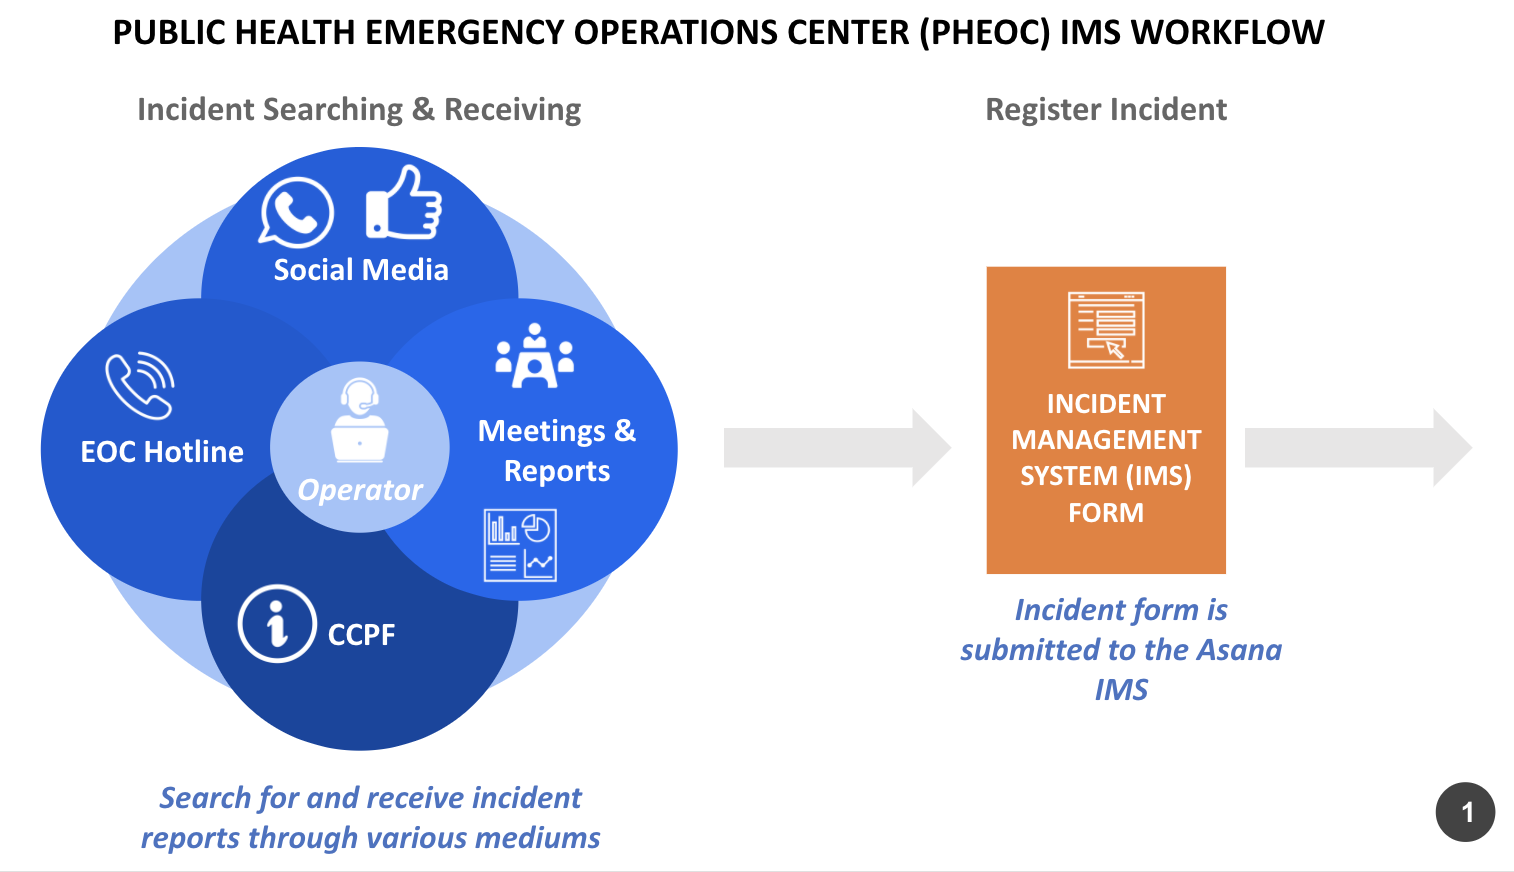 PUBLIC HEALTH EMERGENCY OPERATIONS CENTER (PHEOC) IMS WORKFLOW
Incident Searching & Receiving
Social Media
EOC Hotline
Operator
Meetings &
Reports
CCPF
Search for and receive incident
reports through various mediums
Register Incident
INCIDENT
MANAGEMENT
SYSTEM (IMS)
FORM
Incident form is
submitted to the Asana
IMS
1